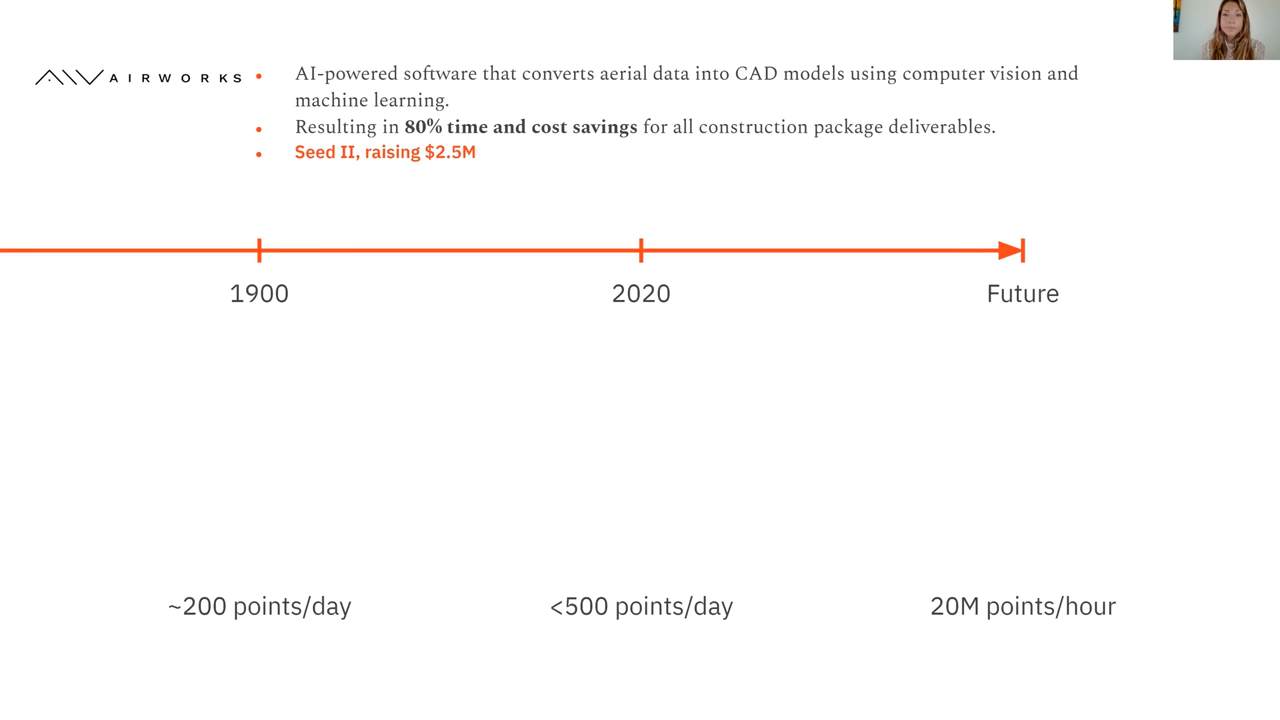 AIRWORKS
• AI-powered software that converts aerial data into CAD models using computer vision and
machine learning.
• Resulting in 80% time and cost savings for all construction package deliverables.
• Seed II, raising $2.5M
1900 2020 Future
~200 points/day <500 points/day 20M points/hour